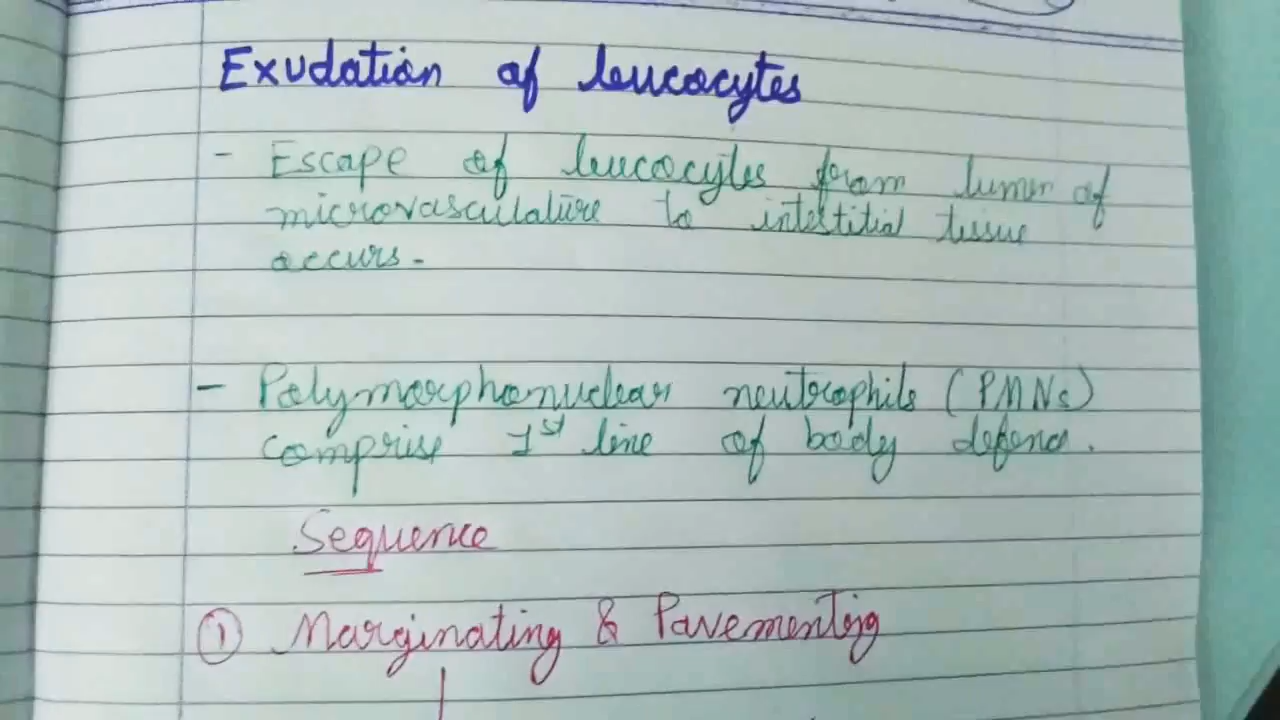 Exudation of leucocytes
- Escape of leucocytes from lumen of
microvasculature to intestitial tissue
occurs.
- Polymorphonuclear neutrophils (PMNs)
comprise 1st line of body defence.
Sequence
① Marginating & Pavementing